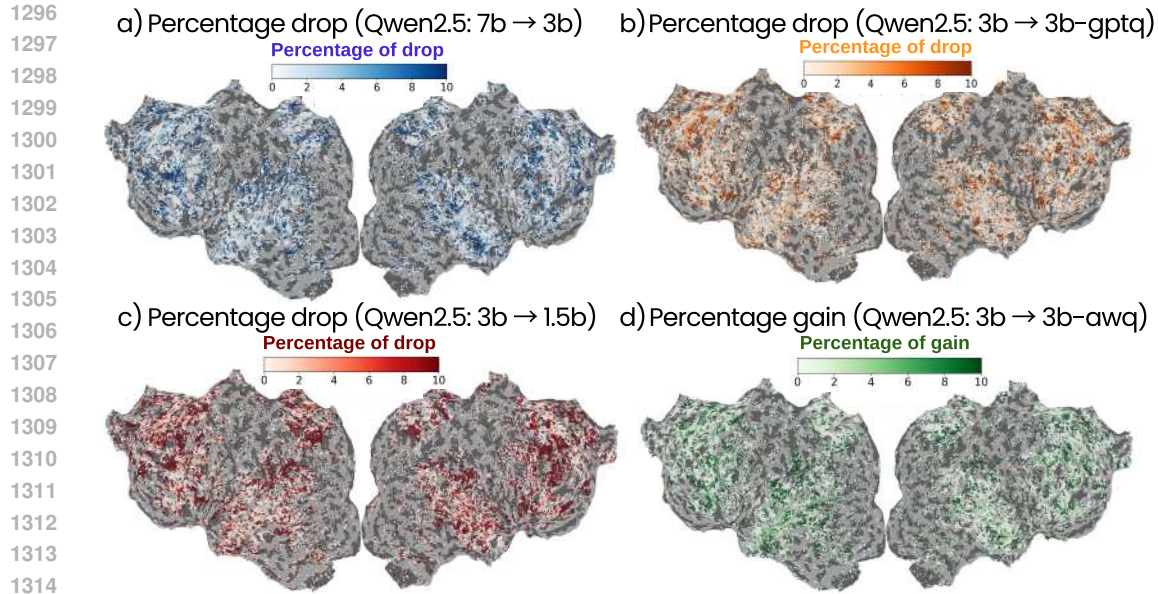 1296
1297
1298
1299
1300
1301
1302
1303
1304
1305
1306
1307
1308
1309
1310
1311
1312
1313
1314
a) Percentage drop (Qwen2.5: 7b → 3b)
Percentage of drop
0 2 4 6 8 10
b) Percentage drop (Qwen2.5: 3b → 3b-gptq)
Percentage of drop
0 2 4 6 8 10
c) Percentage drop (Qwen2.5: 3b → 1.5b)
Percentage of drop
0 2 4 6 8 10
d) Percentage gain (Qwen2.5: 3b → 3b-awq)
Percentage of gain
0 2 4 6 8 10